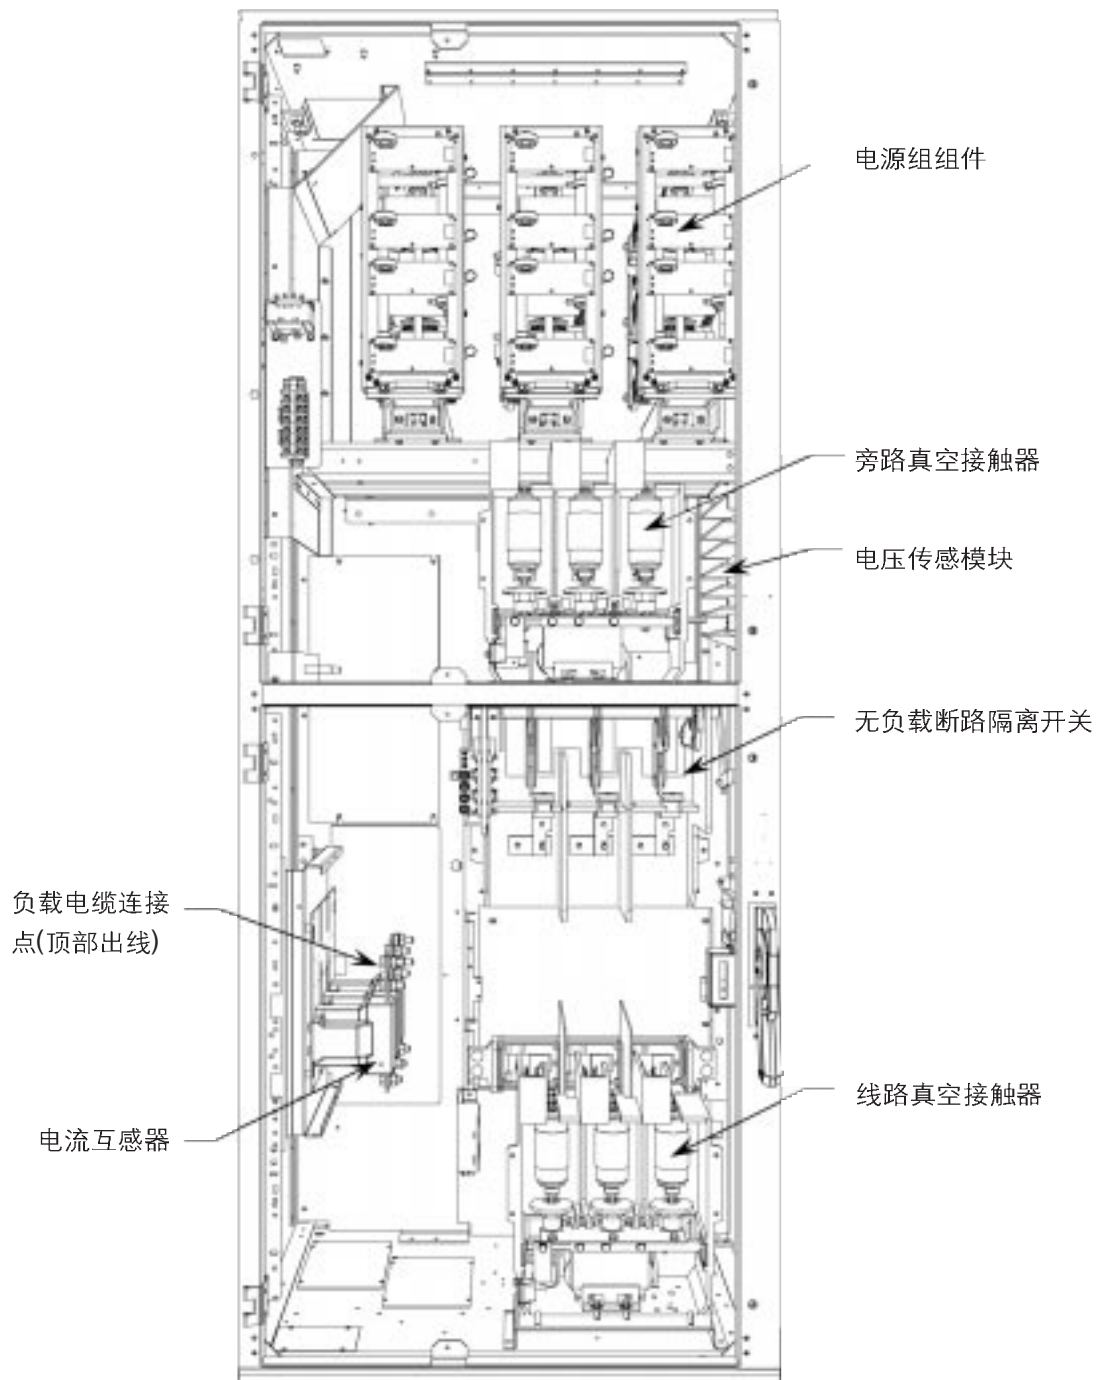 电源组组件
旁路真空接触器
电压传感模块
无负载断路隔离开关
负载电缆连接
点(顶部出线)
线路真空接触器
电流互感器